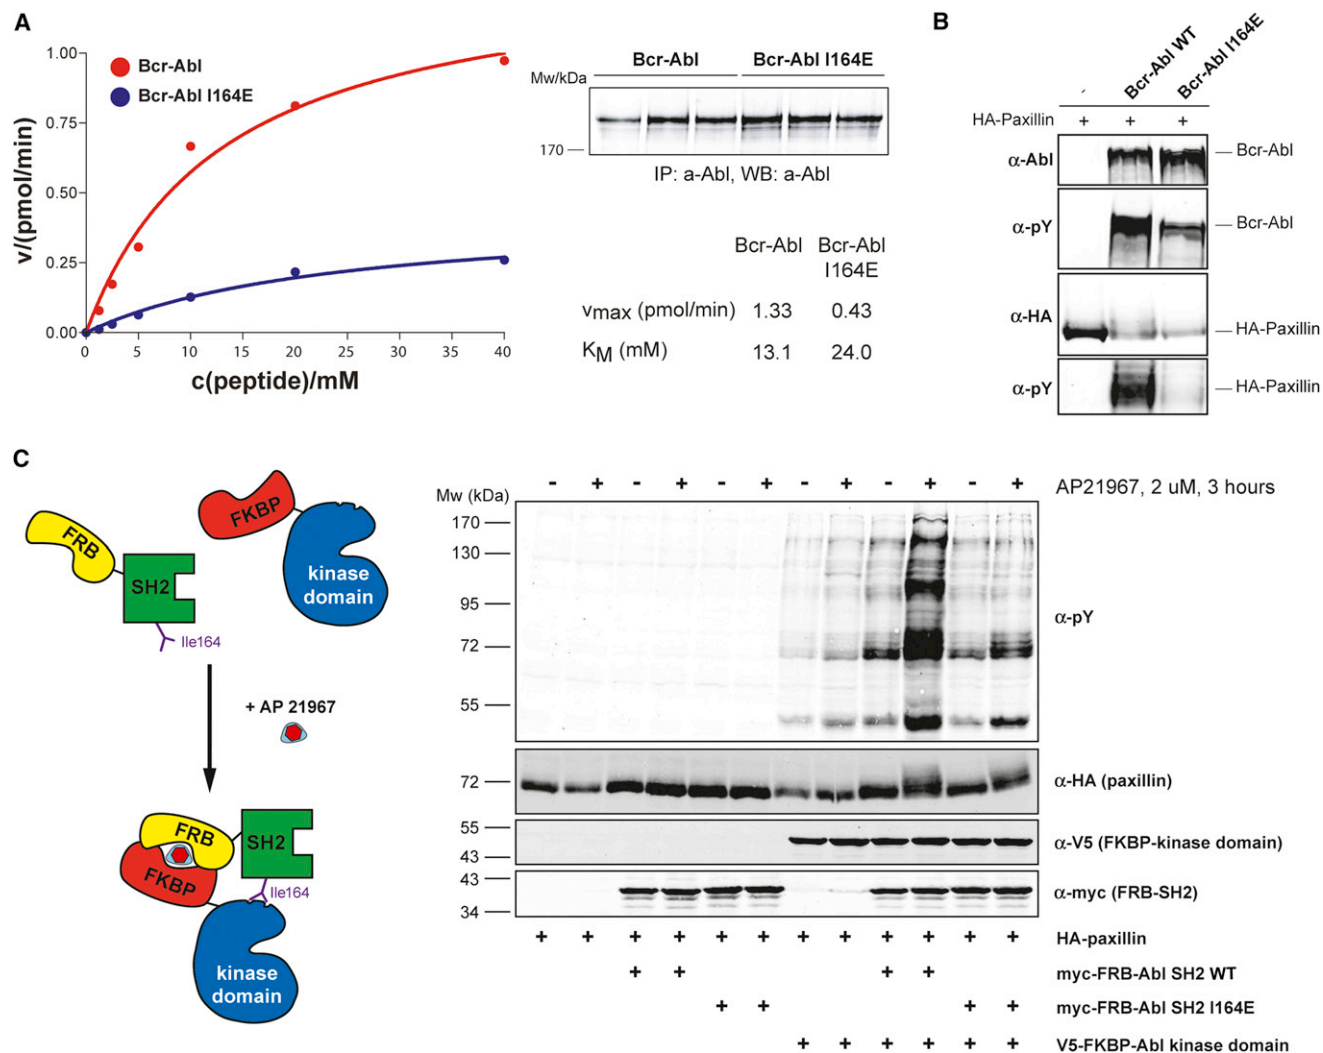 A
1.00
0.75
0.50
0.25
0.00
v/(pmol/min)
0 5 10 15 20 25 30 35 40
c(peptide)/mM
Bcr-Abl
Bcr-Abl I164E
Bcr-Abl Bcr-Abl I164E
Mw/kDa
170
IP: a-Abl, WB: a-Abl
Bcr-Abl Bcr-Abl I164E
vmax (pmol/min) 1.33 0.43
KM (mM) 13.1 24.0
B
- Bcr-Abl WT Bcr-Abl I164E
HA-Paxillin + + +
α-Abl Bcr-Abl
α-pY Bcr-Abl
α-HA HA-Paxillin
α-pY HA-Paxillin
C
FRB
SH2
Ile164
FKBP
kinase domain
+ AP 21967
FRB
FKBP
SH2
Ile164
kinase domain
- + - + - + - + - + - + AP21967, 2 uM, 3 hours
Mw (kDa)
170
130
95
72
55
α-pY
72
α-HA (paxillin)
55
43
α-V5 (FKBP-kinase domain)
43
34
α-myc (FRB-SH2)
+ + + + + + + + + + + + HA-paxillin
+ + + + myc-FRB-Abl SH2 WT
+ + + + myc-FRB-Abl SH2 I164E
+ + + + + + V5-FKBP-Abl kinase domain